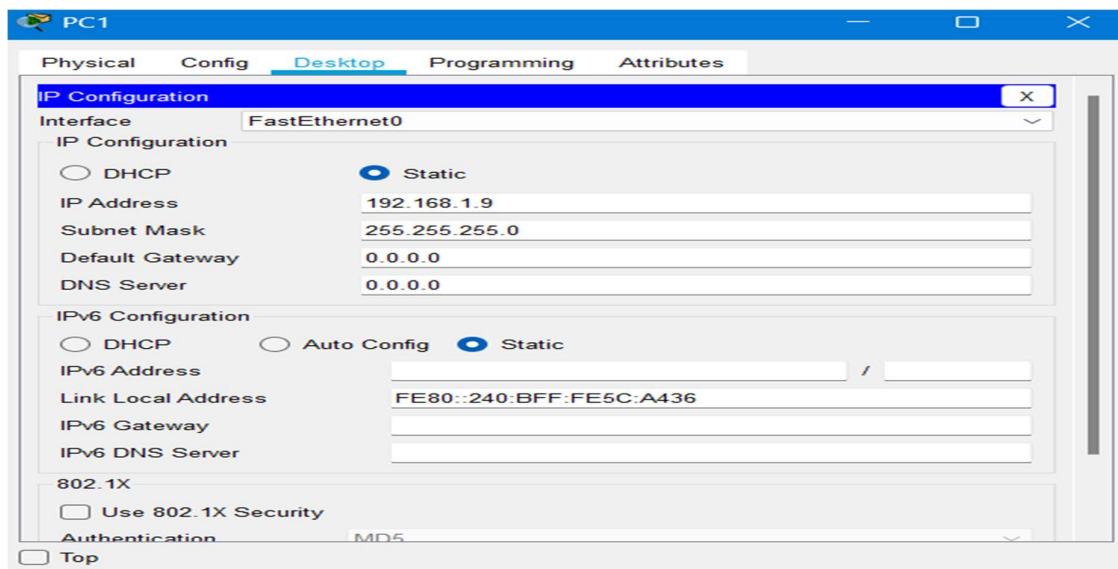 PC1
Physical Config Desktop Programming Attributes
IP Configuration X
Interface FastEthernet0
IP Configuration
DHCP Static
IP Address 192.168.1.9
Subnet Mask 255.255.255.0
Default Gateway 0.0.0.0
DNS Server 0.0.0.0
IPv6 Configuration
DHCP Auto Config Static
IPv6 Address /
Link Local Address FE80::240:BFF:FE5C:A436
IPv6 Gateway
IPv6 DNS Server
802.1X
Use 802.1X Security
Authentication MD5
Top